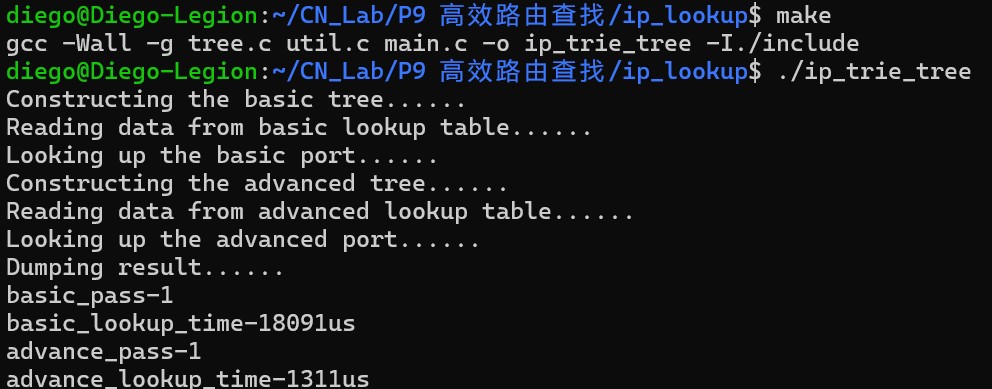 diego@Diego-Legion:~/CN_Lab/P9 高效路由查找/ip_lookup$ make
gcc -Wall -g tree.c util.c main.c -o ip_trie_tree -I./include
diego@Diego-Legion:~/CN_Lab/P9 高效路由查找/ip_lookup$ ./ip_trie_tree
Constructing the basic tree......
Reading data from basic lookup table......
Looking up the basic port......
Constructing the advanced tree......
Reading data from advanced lookup table......
Looking up the advanced port......
Dumping result......
basic_pass-1
basic_lookup_time-18091us
advance_pass-1
advance_lookup_time-1311us